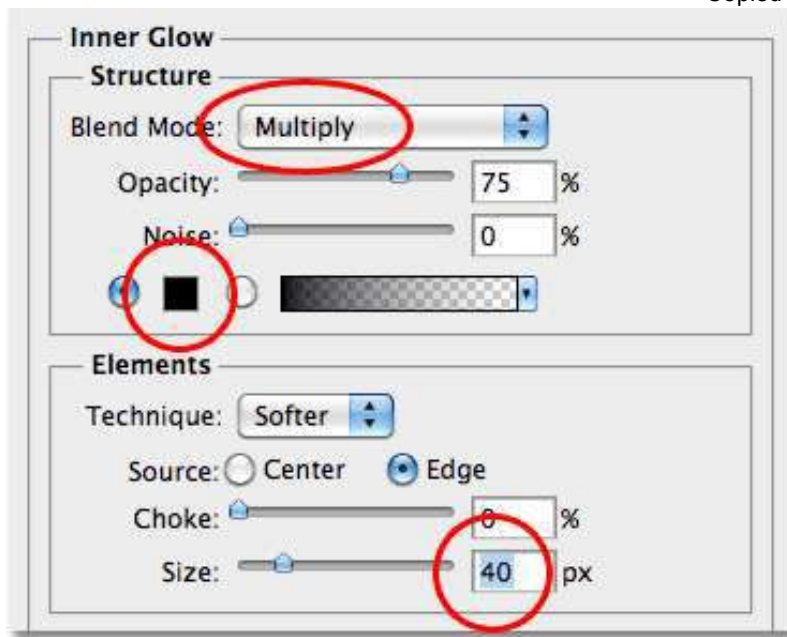 Inner Glow
Structure
Blend Mode: Multiply
Opacity: 75 %
Noise: 0 %
Elements
Technique: Softer
Source: Center Edge
Choke: 0 %
Size: 40 px